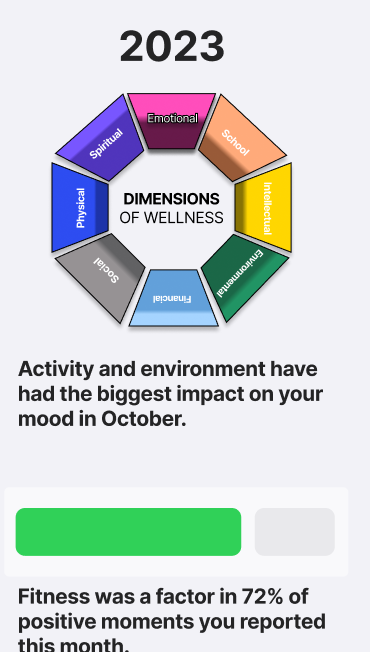 2023
Emotional
School
Intellectual
Environmental
Financial
Social
Physical
Spiritual
DIMENSIONS
OF WELLNESS
Activity and environment have
had the biggest impact on your
mood in October.
Fitness was a factor in 72% of
positive moments you reported
this month.